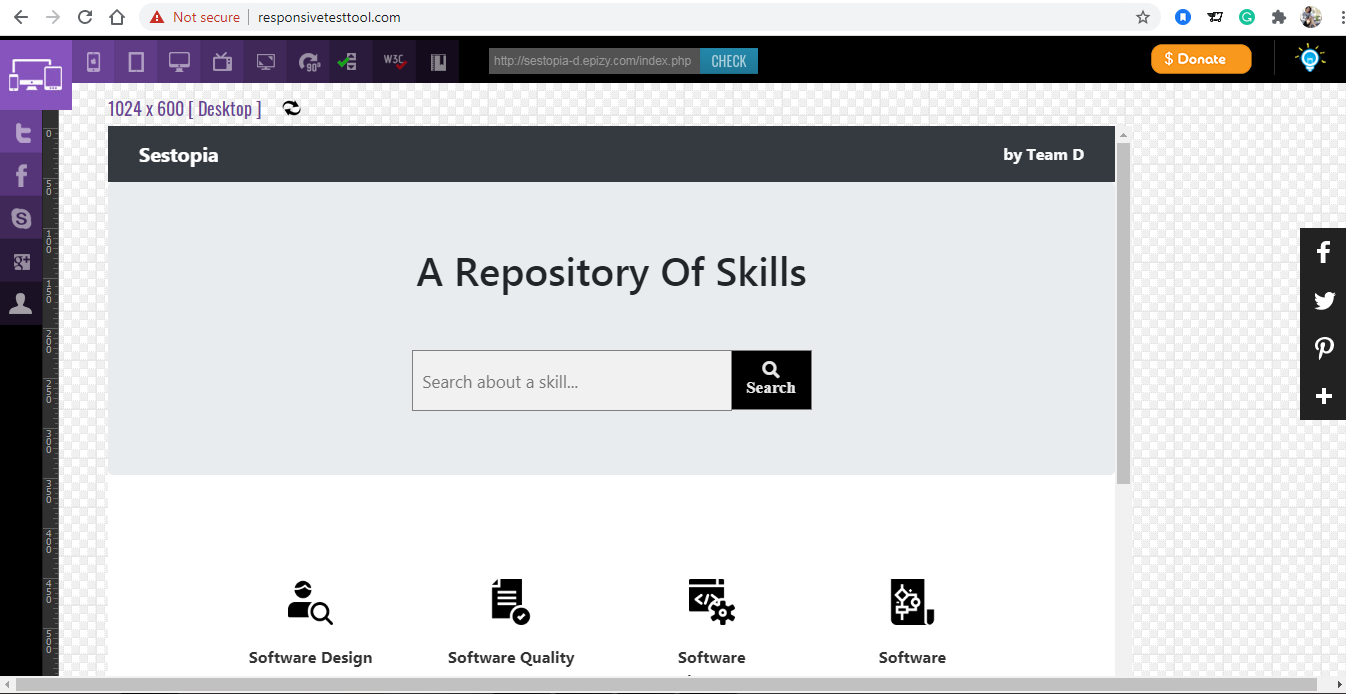 Not secure | responsivetesttool.com
90°
W3C
http://sestopia-d.epizy.com/index.php
CHECK
$ Donate
1024 x 600 [ Desktop ]
Sestopia
by Team D
A Repository Of Skills
Search about a skill...
Search
Software Design
Software Quality
Software
Software
0
50
100
150
200
250
300
350
400
450
500